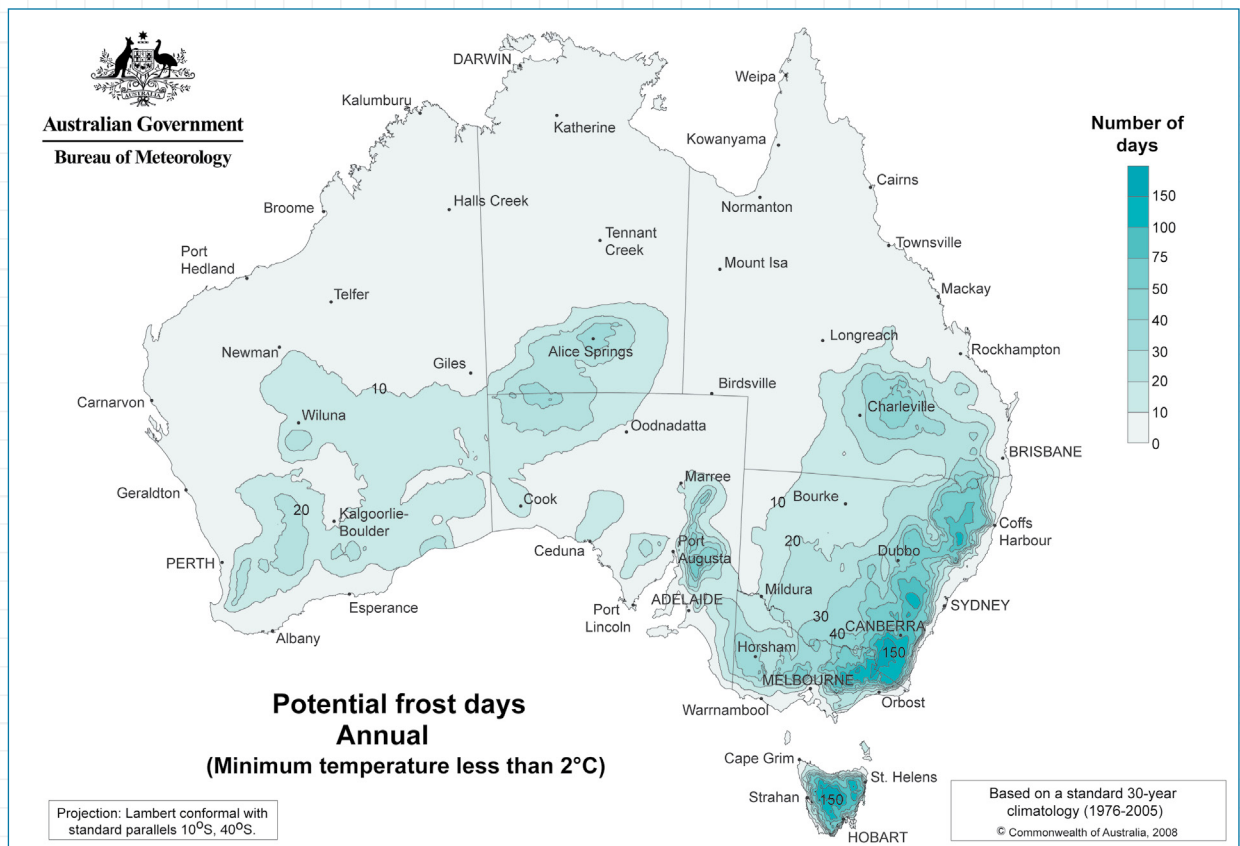 AUSTRALIA
Australian Government
Bureau of Meteorology
DARWIN
Weipa
Kalumburu
Katherine
Kowanyama
Number of
days
150
100
75
50
40
30
20
10
0
Cairns
Halls Creek
Broome
Normanton
Tennant
Creek
Townsville
Port
Hedland
Mount Isa
Telfer
Mackay
Longreach
Newman
Alice Springs
Rockhampton
Giles
10
Birdsville
Carnarvon
Charleville
Wiluna
Oodnadatta
BRISBANE
Marree
Geraldton
Cook
Bourke
10
20
Kalgoorlie-
Boulder
Coffs
Harbour
Ceduna
Port
Augusta
20
Dubbo
PERTH
Mildura
Esperance
ADELAIDE
SYDNEY
Port
Lincoln
30
CANBERRA
Albany
40
Horsham
150
MELBOURNE
Warrnambool
Orbost
Potential frost days
Annual
(Minimum temperature less than 2°C)
Cape Grim
St. Helens
Strahan
150
HOBART
Projection: Lambert conformal with
standard parallels 10°S, 40°S.
Based on a standard 30-year
climatology (1976-2005)
© Commonwealth of Australia, 2008